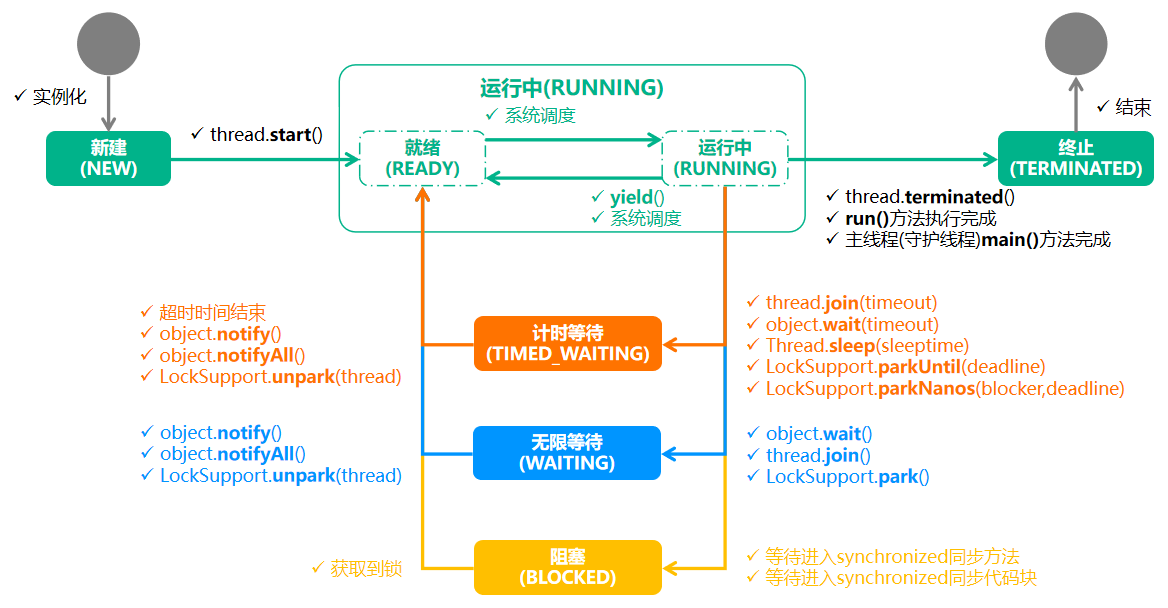 ✓ 实例化
新建
(NEW)
✓ thread.start()
运行中(RUNNING)
✓ 系统调度
就绪
(READY)
运行中
(RUNNING)
✓ yield()
✓ 系统调度
✓ 结束
终止
(TERMINATED)
✓ thread.terminated()
✓ run()方法执行完成
✓ 主线程(守护线程)main()方法完成
✓ 超时时间结束
✓ object.notify()
✓ object.notifyAll()
✓ LockSupport.unpark(thread)
计时等待
(TIMED_WAITING)
✓ thread.join(timeout)
✓ object.wait(timeout)
✓ Thread.sleep(sleeptime)
✓ LockSupport.parkUntil(deadline)
✓ LockSupport.parkNanos(blocker,deadline)
✓ object.notify()
✓ object.notifyAll()
✓ LockSupport.unpark(thread)
无限等待
(WAITING)
✓ object.wait()
✓ thread.join()
✓ LockSupport.park()
✓ 获取到锁
阻塞
(BLOCKED)
✓ 等待进入synchronized同步方法
✓ 等待进入synchronized同步代码块